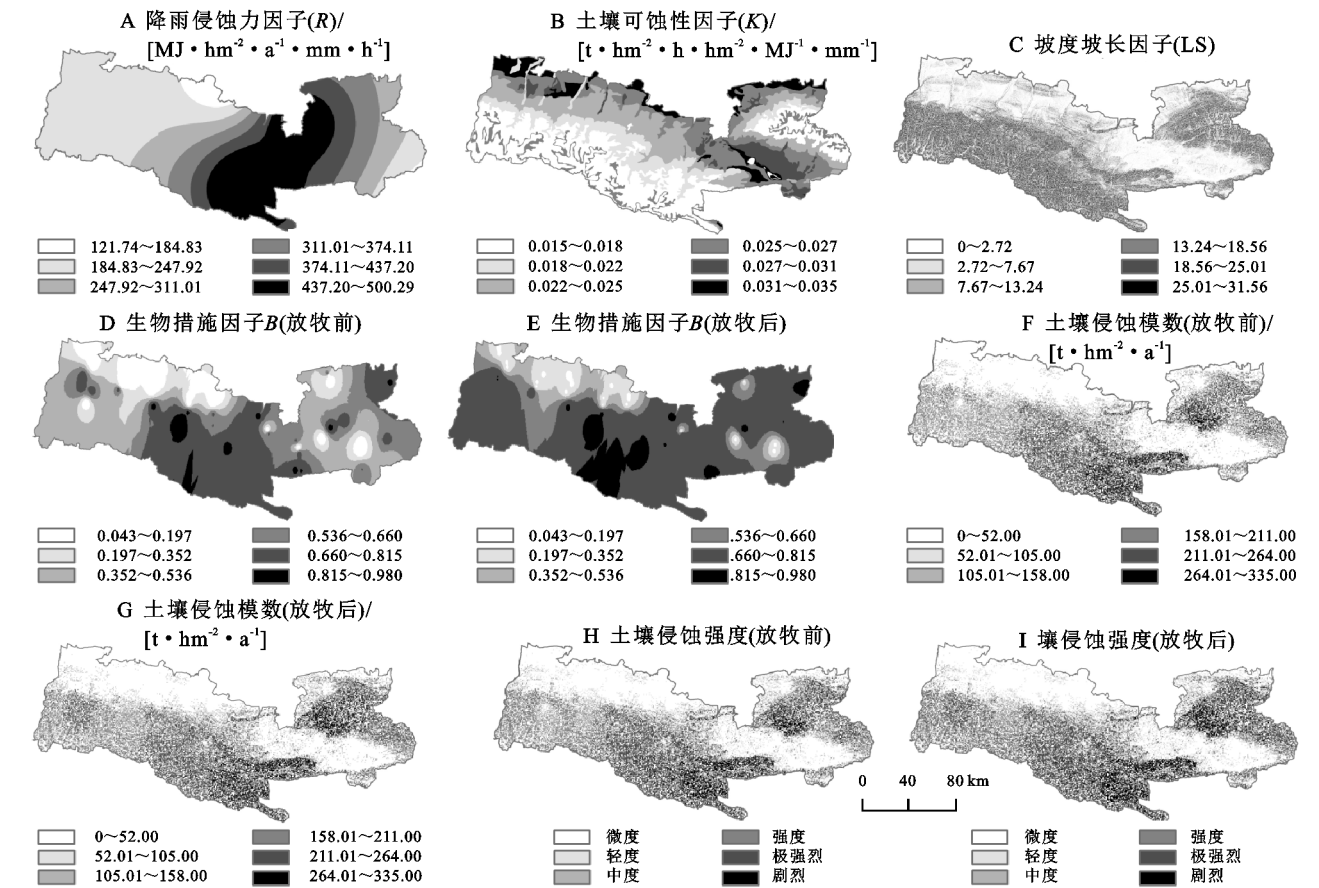 A 降雨侵蚀力因子(R)/
[MJ·hm-2·a-1·mm·h-1]
B 土壤可蚀性因子(K)/
[t·hm-2·h·hm-2·MJ-1·mm-1]
C 坡度坡长因子(LS)
121.74～184.83
184.83～247.92
247.92～311.01
311.01～374.11
374.11～437.20
437.20～500.29
0.015～0.018
0.018～0.022
0.022～0.025
0.025～0.027
0.027～0.031
0.031～0.035
0～2.72
2.72～7.67
7.67～13.24
13.24～18.56
18.56～25.01
25.01～31.56
D 生物措施因子B(放牧前)
E 生物措施因子B(放牧后)
F 土壤侵蚀模数(放牧前)/
[t·hm-2·a-1]
0.043～0.197
0.197～0.352
0.352～0.536
0.536～0.660
0.660～0.815
0.815～0.980
0.043～0.197
0.197～0.352
0.352～0.536
.536～0.660
.660～0.815
.815～0.980
0～52.00
52.01～105.00
105.01～158.00
158.01～211.00
211.01～264.00
264.01～335.00
G 土壤侵蚀模数(放牧后)/
[t·hm-2·a-1]
H 土壤侵蚀强度(放牧前)
I 壤侵蚀强度(放牧后)
0 40 80 km
0～52.00
52.01～105.00
105.01～158.00
158.01～211.00
211.01～264.00
264.01～335.00
微度
轻度
中度
强度
极强烈
剧烈
微度
轻度
中度
强度
极强烈
剧烈